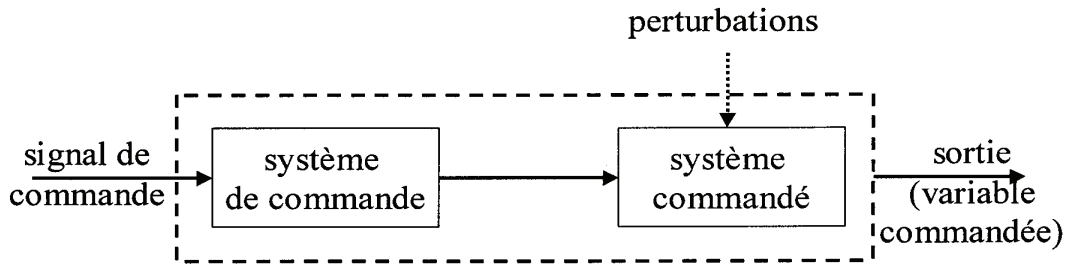 perturbations
signal de
commande
système
de commande
système
commandé
sortie
(variable
commandée)